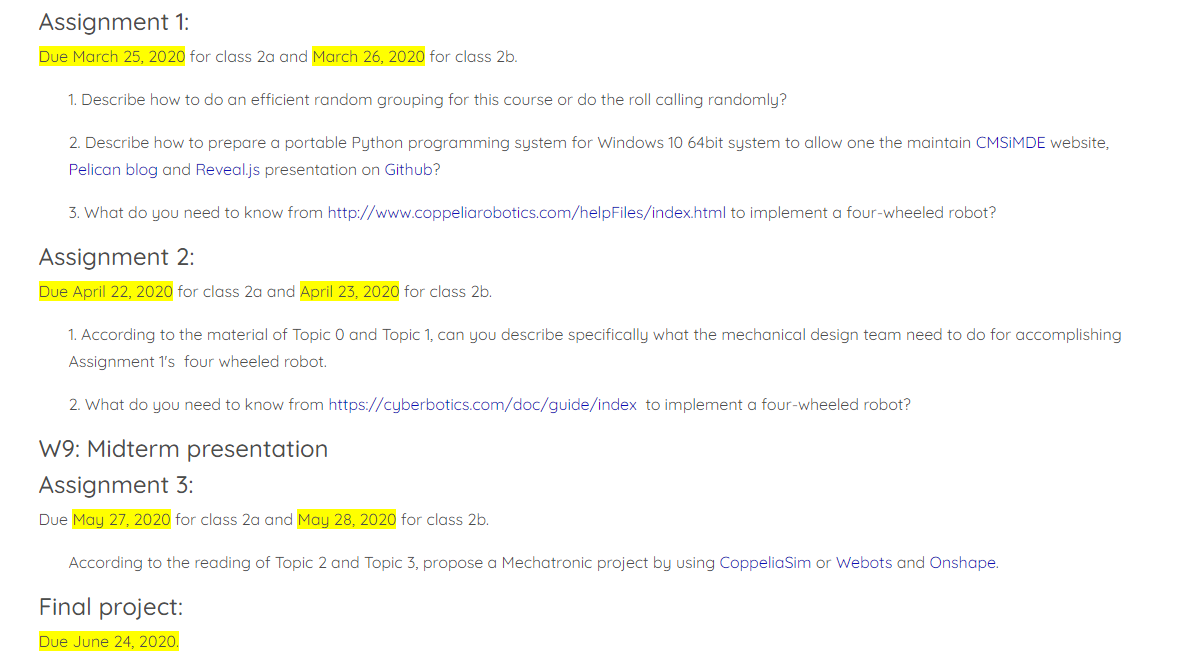 Assignment 1:
Due March 25, 2020 for class 2a and March 26, 2020 for class 2b.
1. Describe how to do an efficient random grouping for this course or do the roll calling randomly?
2. Describe how to prepare a portable Python programming system for Windows 10 64bit system to allow one the maintain CMSiMDE website,
Pelican blog and Reveal.js presentation on Github?
3. What do you need to know from http://www.coppeliarobotics.com/helpFiles/index.html to implement a four-wheeled robot?
Assignment 2:
Due April 22, 2020 for class 2a and April 23, 2020 for class 2b.
1. According to the material of Topic 0 and Topic 1, can you describe specifically what the mechanical design team need to do for accomplishing
Assignment 1's  four wheeled robot.
2. What do you need to know from https://cyberbotics.com/doc/guide/index  to implement a four-wheeled robot?
W9: Midterm presentation
Assignment 3:
Due May 27, 2020 for class 2a and May 28, 2020 for class 2b.
According to the reading of Topic 2 and Topic 3, propose a Mechatronic project by using CoppeliaSim or Webots and Onshape.
Final project:
Due June 24, 2020.